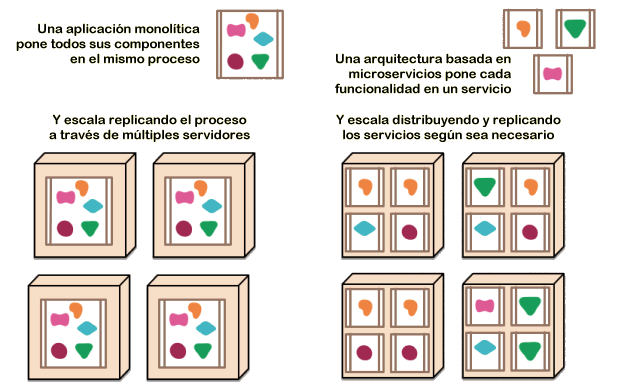 Una aplicación monolítica
pone todos sus componentes
en el mismo proceso
Una arquitectura basada en
microservicios pone cada
funcionalidad en un servicio
Y escala replicando el proceso
a través de múltiples servidores
Y escala distribuyendo y replicando
los servicios según sea necesario